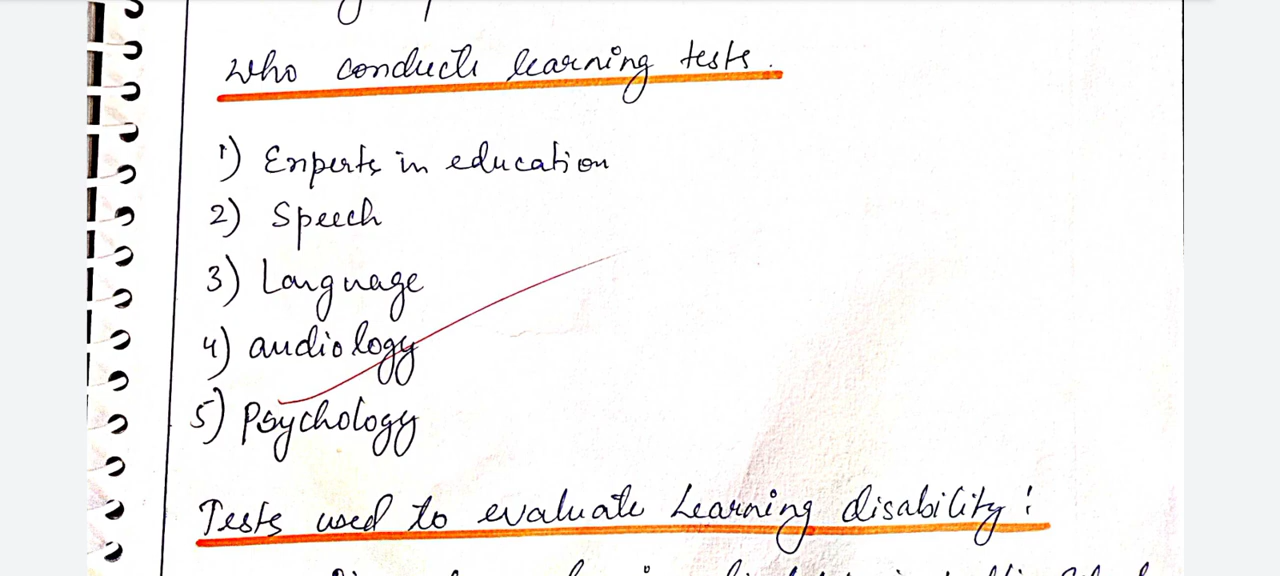 Who conducts learning tests.
1) Experts in education
2) Speech
3) Language
4) audiology
5) Psychology
Tests used to evaluate Learning disability: